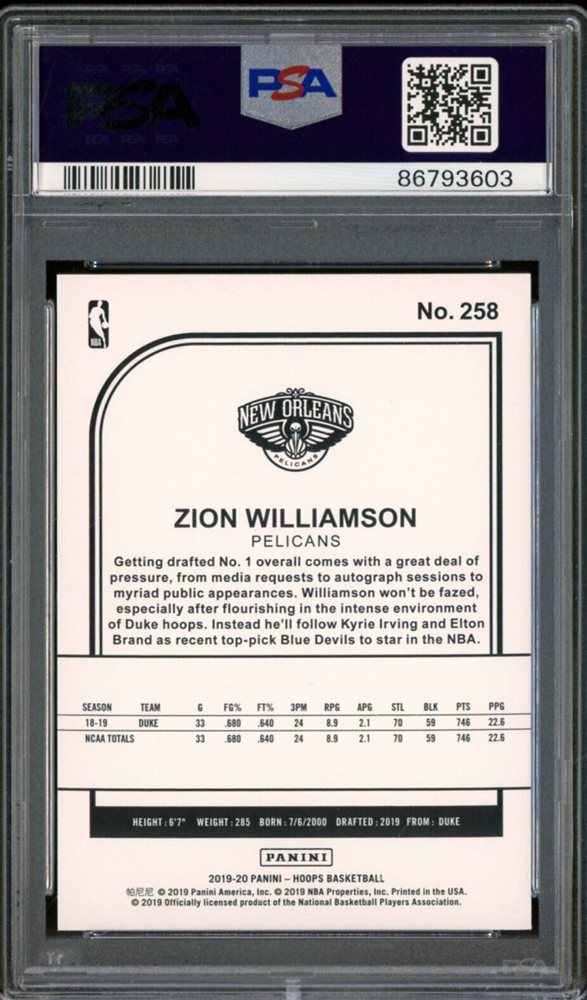 PSA
PSA
86793603
No. 258
NBA
NEW ORLEANS
PELICANS
ZION WILLIAMSON
PELICANS
Getting drafted No. 1 overall comes with a great deal of
pressure, from media requests to autograph sessions to
myriad public appearances. Williamson won't be fazed,
especially after flourishing in the intense environment
of Duke hoops. Instead he'll follow Kyrie Irving and Elton
Brand as recent top-pick Blue Devils to star in the NBA.
SEASON TEAM G FG% FT% 3PM RPG APG STL BLK PTS PPG
18-19 DUKE 33 .680 .640 24 8.9 2.1 70 59 746 22.6
NCAA TOTALS 33 .680 .640 24 8.9 2.1 70 59 746 22.6
HEIGHT: 6'7" WEIGHT: 285 BORN: 7/6/2000 DRAFTED: 2019 FROM: DUKE
PANINI
2019-20 PANINI – HOOPS BASKETBALL
帕尼尼 © 2019 Panini America, Inc. © 2019 NBA Properties, Inc. Printed in the USA.
© 2019 Officially licensed product of the National Basketball Players Association.
PSA